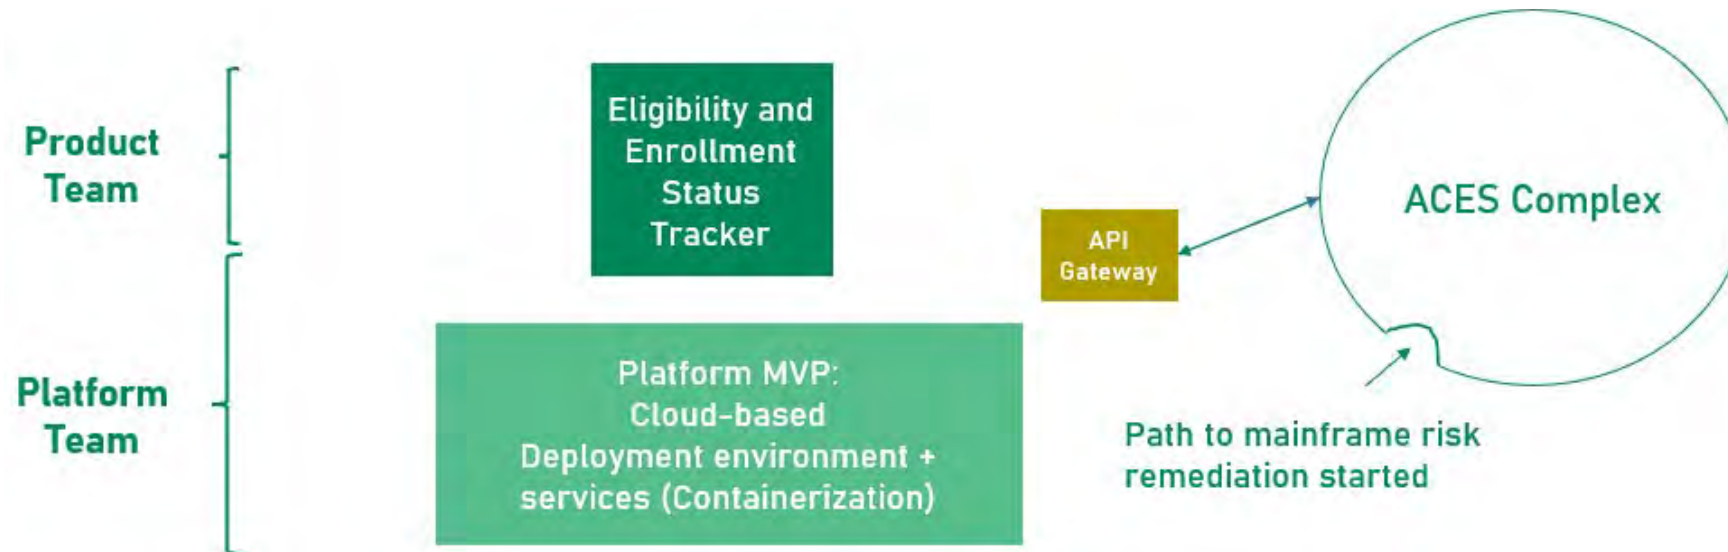 Product
Team
Eligibility and
Enrollment
Status
Tracker
API
Gateway
ACES Complex
Platform
Team
Platform MVP:
Cloud-based
Deployment environment +
services (Containerization)
Path to mainframe risk
remediation started